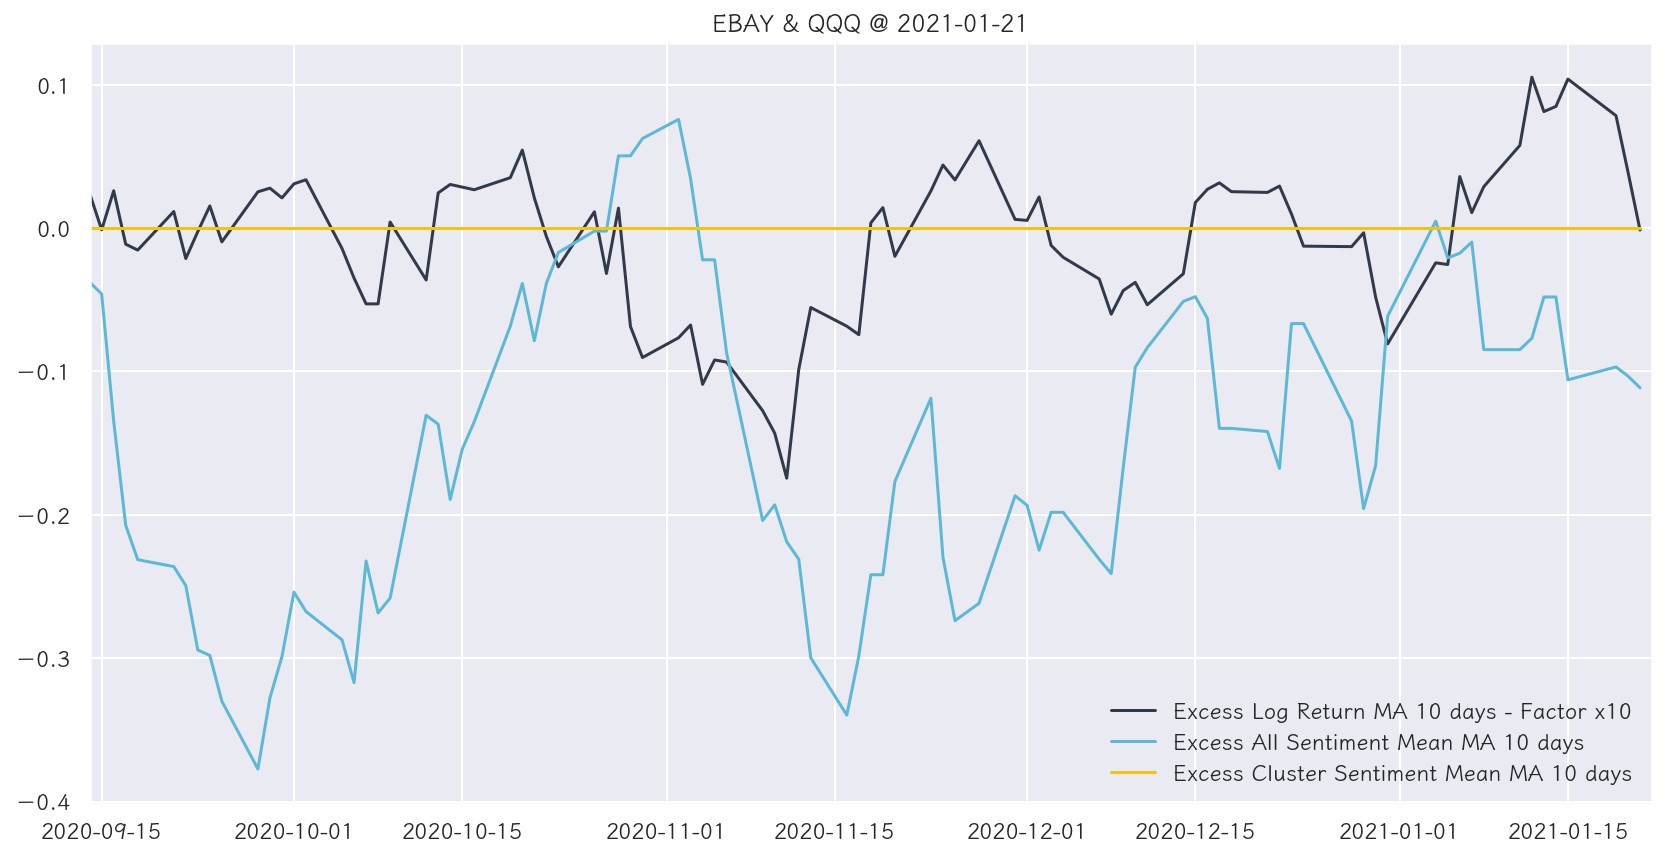 EBAY & QQQ @ 2021-01-21
0.1
0.0
−0.1
−0.2
−0.3
−0.4
Excess Log Return MA 10 days - Factor x10
Excess All Sentiment Mean MA 10 days
Excess Cluster Sentiment Mean MA 10 days
2020-09-15 2020-10-01 2020-10-15 2020-11-01 2020-11-15 2020-12-01 2020-12-15 2021-01-01 2021-01-15